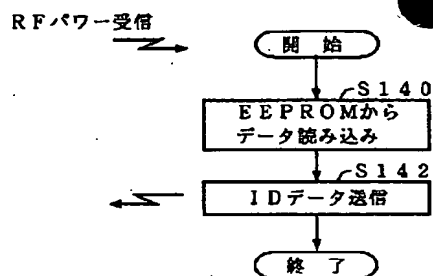 RFパワー受信
開始
S140
EEPROMから
データ読み込み
S142
IDデータ送信
終了